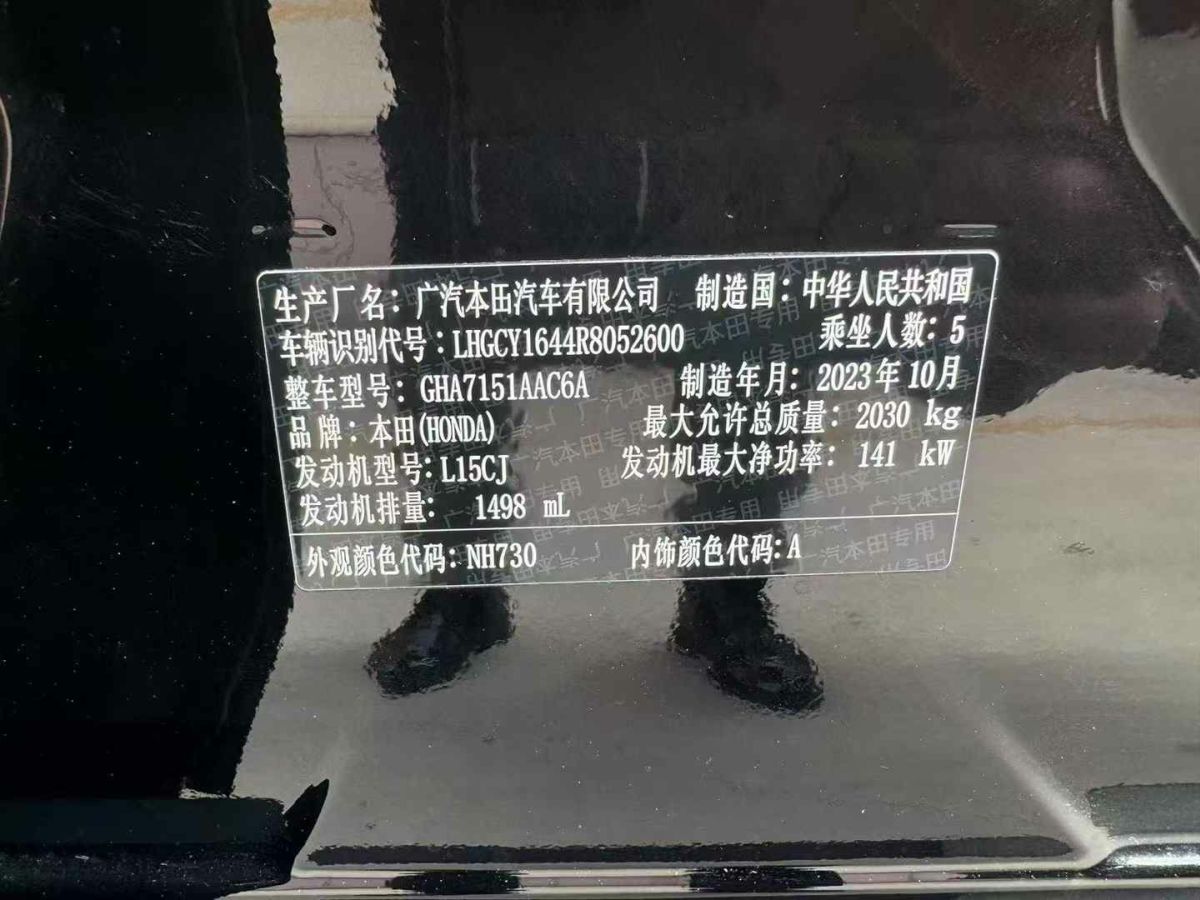 生产厂名：广汽本田汽车有限公司 制造国：中华人民共和国
车辆识别代号：LHGCY1644R8052600 乘坐人数：5
整车型号：GHA7151AAC6A 制造年月：2023年10月
品牌：本田(HONDA) 最大允许总质量：2030 kg
发动机型号：L15CJ 发动机最大净功率：141 kW
发动机排量：1498 mL
外观颜色代码：NH730 内饰颜色代码：A